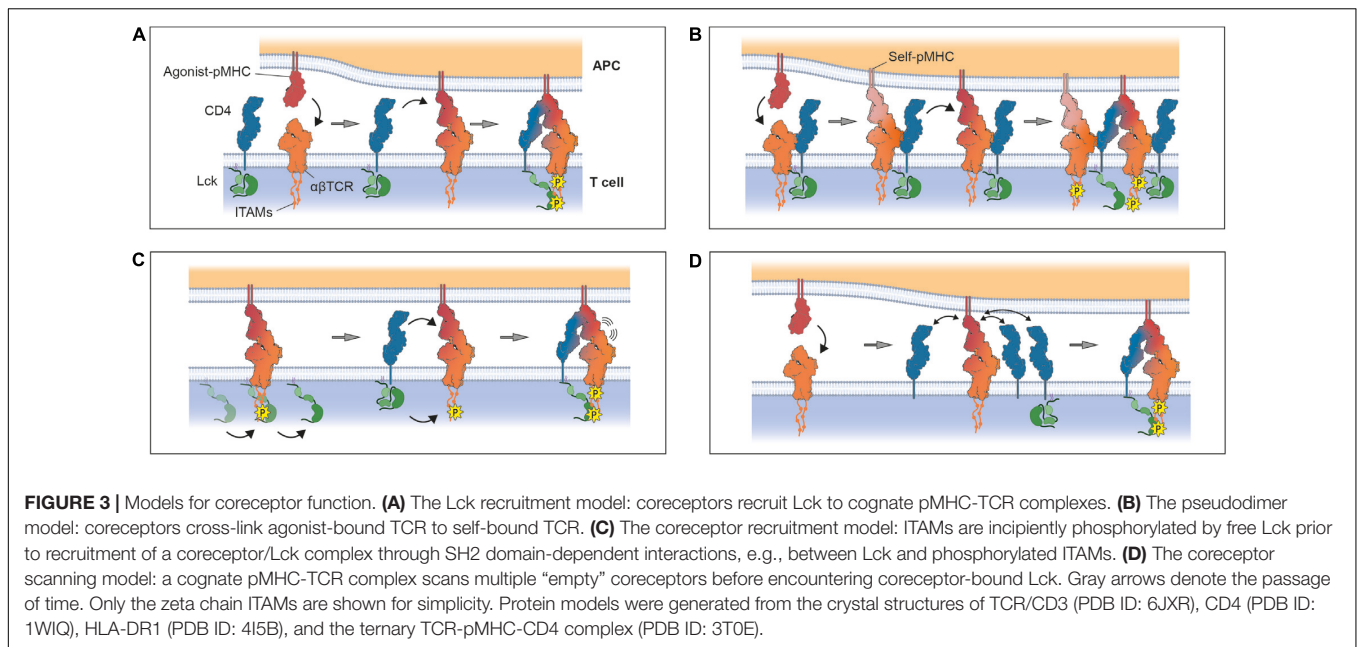 A
Agonist-pMHC
APC
CD4
Lck
αβTCR
T cell
ITAMs
P
P
B
Self-pMHC
P
P
P
C
P
P
P
P
D
P
P
FIGURE 3 | Models for coreceptor function. (A) The Lck recruitment model: coreceptors recruit Lck to cognate pMHC-TCR complexes. (B) The pseudodimer
model: coreceptors cross-link agonist-bound TCR to self-bound TCR. (C) The coreceptor recruitment model: ITAMs are incipiently phosphorylated by free Lck prior
to recruitment of a coreceptor/Lck complex through SH2 domain-dependent interactions, e.g., between Lck and phosphorylated ITAMs. (D) The coreceptor
scanning model: a cognate pMHC-TCR complex scans multiple “empty” coreceptors before encountering coreceptor-bound Lck. Gray arrows denote the passage
of time. Only the zeta chain ITAMs are shown for simplicity. Protein models were generated from the crystal structures of TCR/CD3 (PDB ID: 6JXR), CD4 (PDB ID:
1WIQ), HLA-DR1 (PDB ID: 4I5B), and the ternary TCR-pMHC-CD4 complex (PDB ID: 3T0E).